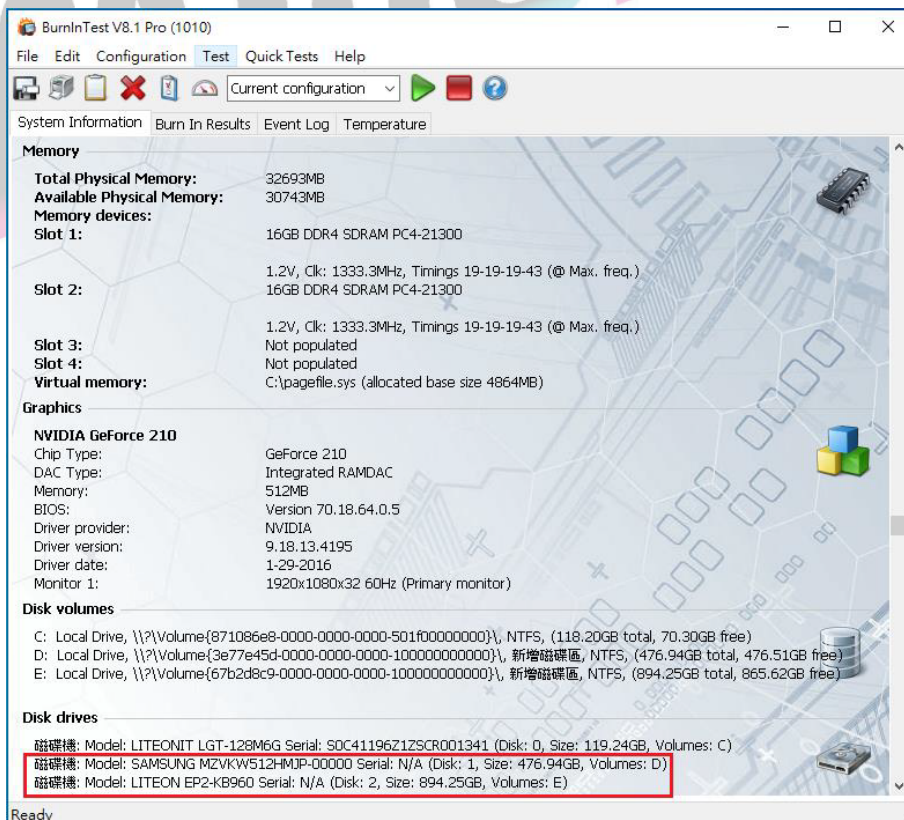 BurnInTest V8.1 Pro (1010)
File Edit Configuration Test Quick Tests Help
Current configuration
System Information Burn In Results Event Log Temperature
Memory
Total Physical Memory: 32693MB
Available Physical Memory: 30743MB
Memory devices:
Slot 1: 16GB DDR4 SDRAM PC4-21300
1.2V, Clk: 1333.3MHz, Timings 19-19-19-43 (@ Max. freq.)
Slot 2: 16GB DDR4 SDRAM PC4-21300
1.2V, Clk: 1333.3MHz, Timings 19-19-19-43 (@ Max. freq.)
Slot 3: Not populated
Slot 4: Not populated
Virtual memory: C:\pagefile.sys (allocated base size 4864MB)
Graphics
NVIDIA GeForce 210
Chip Type: GeForce 210
DAC Type: Integrated RAMDAC
Memory: 512MB
BIOS: Version 70.18.64.0.5
Driver provider: NVIDIA
Driver version: 9.18.13.4195
Driver date: 1-29-2016
Monitor 1: 1920x1080x32 60Hz (Primary monitor)
Disk volumes
C: Local Drive, \\?\Volume{871086e8-0000-0000-0000-501f00000000}\, NTFS, (118.20GB total, 70.30GB free)
D: Local Drive, \\?\Volume{3e77e45d-0000-0000-0000-100000000000}\, 新增磁碟區, NTFS, (476.94GB total, 476.51GB free)
E: Local Drive, \\?\Volume{67b2d8c9-0000-0000-0000-100000000000}\, 新增磁碟區, NTFS, (894.25GB total, 865.62GB free)
Disk drives
磁碟機: Model: LITEONIT LGT-128M6G Serial: S0C41196Z1ZSCR001341 (Disk: 0, Size: 119.24GB, Volumes: C)
磁碟機: Model: SAMSUNG MZVKW512HMJP-00000 Serial: N/A (Disk: 1, Size: 476.94GB, Volumes: D)
磁碟機: Model: LITEON EP2-KB960 Serial: N/A (Disk: 2, Size: 894.25GB, Volumes: E)
Ready